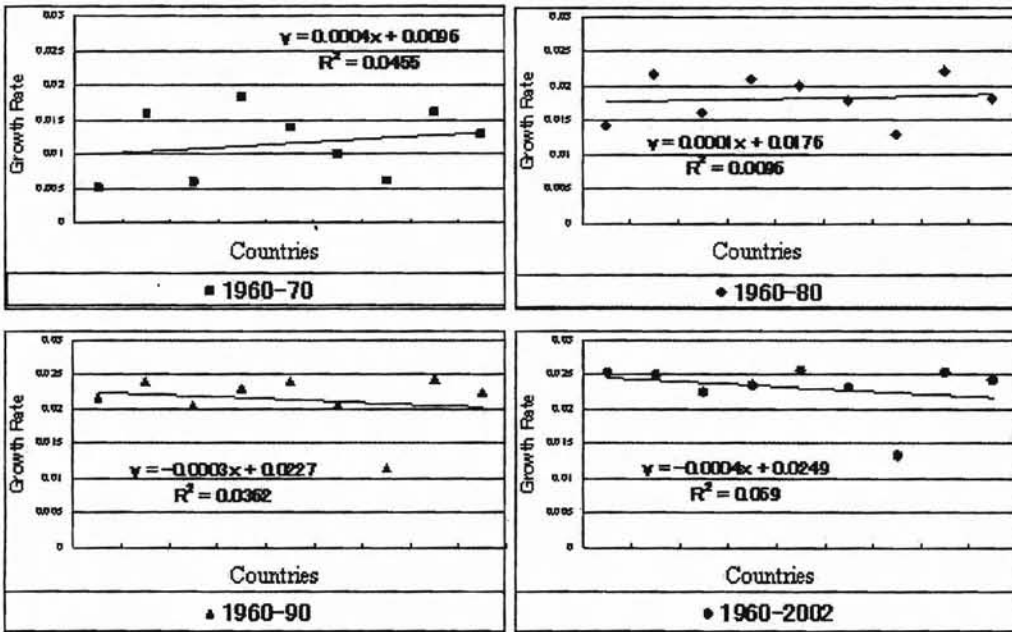 0.03
0.025
0.02
0.015
0.01
0.005
0
Growth Rate
y = 0.0004x + 0.0096
R² = 0.0455
Countries
■ 1960-70
0.03
0.025
0.02
0.015
0.01
0.005
0
Growth Rate
y = 0.0001x + 0.0176
R² = 0.0096
Countries
◆ 1960-80
0.03
0.025
0.02
0.015
0.01
0.005
0
Growth Rate
y = -0.0003x + 0.0227
R² = 0.0362
Countries
▲ 1960-90
0.03
0.025
0.02
0.015
0.01
0.005
0
Growth Rate
y = -0.0004x + 0.0249
R² = 0.059
Countries
● 1960-2002